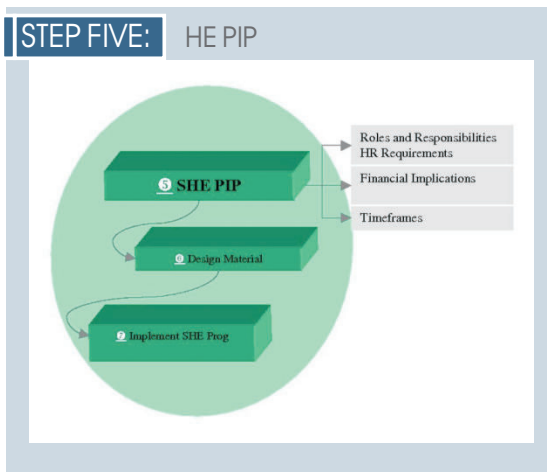 STEP FIVE: HE PIP
Roles and Responsibilities
HR Requirements
5 SHE PIP
Financial Implications
Timeframes
6 Design Material
7 Implement SHE Prog